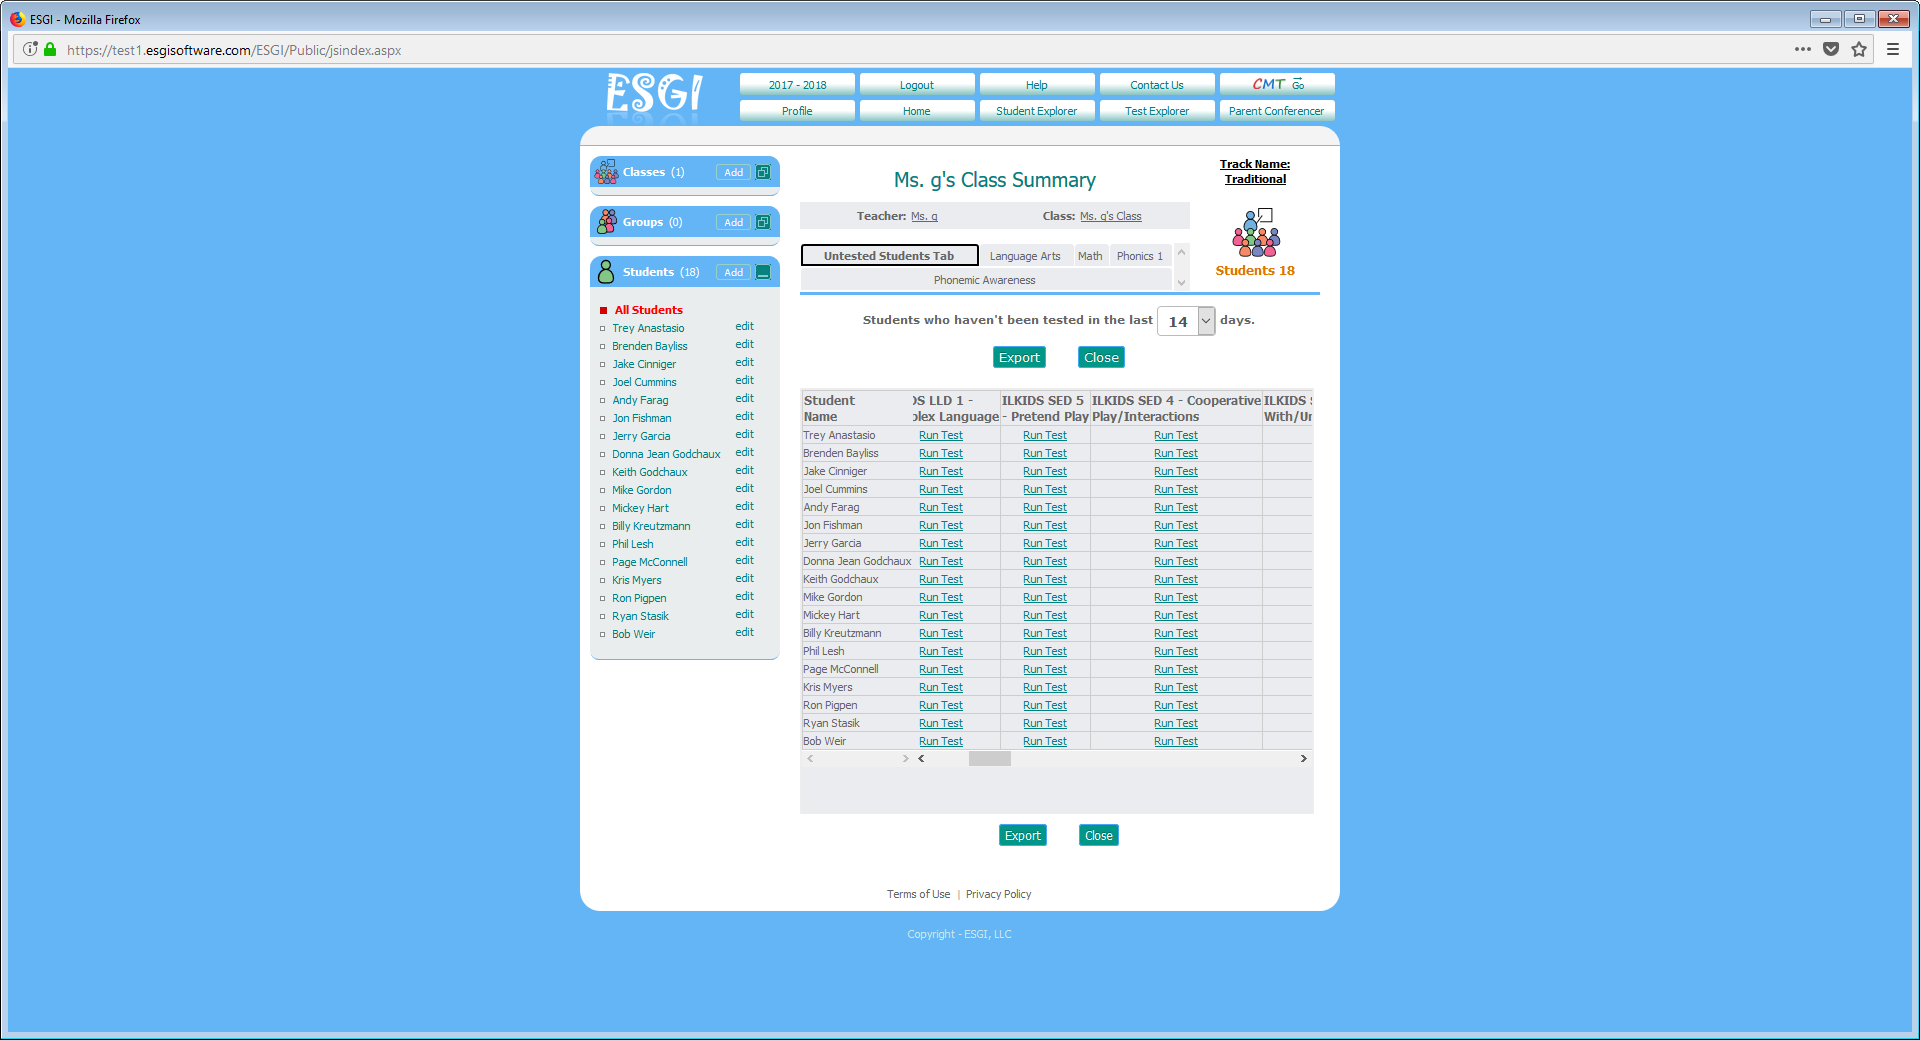 ESGI - Mozilla Firefox
https://test1.esgisoftware.com/ESGI/Public/jsindex.aspx
ESGI
2017 - 2018
Logout
Help
Contact Us
CMT Go
Profile
Home
Student Explorer
Test Explorer
Parent Conferencer
Classes (1) Add
Groups (0) Add
Students (18) Add
All Students
Trey Anastasio edit
Brenden Bayliss edit
Jake Cinniger edit
Joel Cummins edit
Andy Farag edit
Jon Fishman edit
Jerry Garcia edit
Donna Jean Godchaux edit
Keith Godchaux edit
Mike Gordon edit
Mickey Hart edit
Billy Kreutzmann edit
Phil Lesh edit
Page McConnell edit
Kris Myers edit
Ron Pigpen edit
Ryan Stasik edit
Bob Weir edit
Ms. g's Class Summary
Track Name:
Traditional
Teacher: Ms. g Class: Ms. g's Class
Students 18
Untested Students Tab Language Arts Math Phonics 1
Phonemic Awareness
Students who haven't been tested in the last 14 days.
Export Close
Student LLD 1 - ILKIDS SED 5 ILKIDS SED 4 - Cooperative ILKIDS
Name Language - Pretend Play Play/Interactions
Trey Anastasio Run Test Run Test Run Test
Brenden Bayliss Run Test Run Test Run Test
Jake Cinniger Run Test Run Test Run Test
Joel Cummins Run Test Run Test Run Test
Andy Farag Run Test Run Test Run Test
Jon Fishman Run Test Run Test Run Test
Jerry Garcia Run Test Run Test Run Test
Donna Jean Godchaux Run Test Run Test Run Test
Keith Godchaux Run Test Run Test Run Test
Mike Gordon Run Test Run Test Run Test
Mickey Hart Run Test Run Test Run Test
Billy Kreutzmann Run Test Run Test Run Test
Phil Lesh Run Test Run Test Run Test
Page McConnell Run Test Run Test Run Test
Kris Myers Run Test Run Test Run Test
Ron Pigpen Run Test Run Test Run Test
Ryan Stasik Run Test Run Test Run Test
Bob Weir Run Test Run Test Run Test
Export Close
Terms of Use | Privacy Policy
Copyright - ESGI, LLC